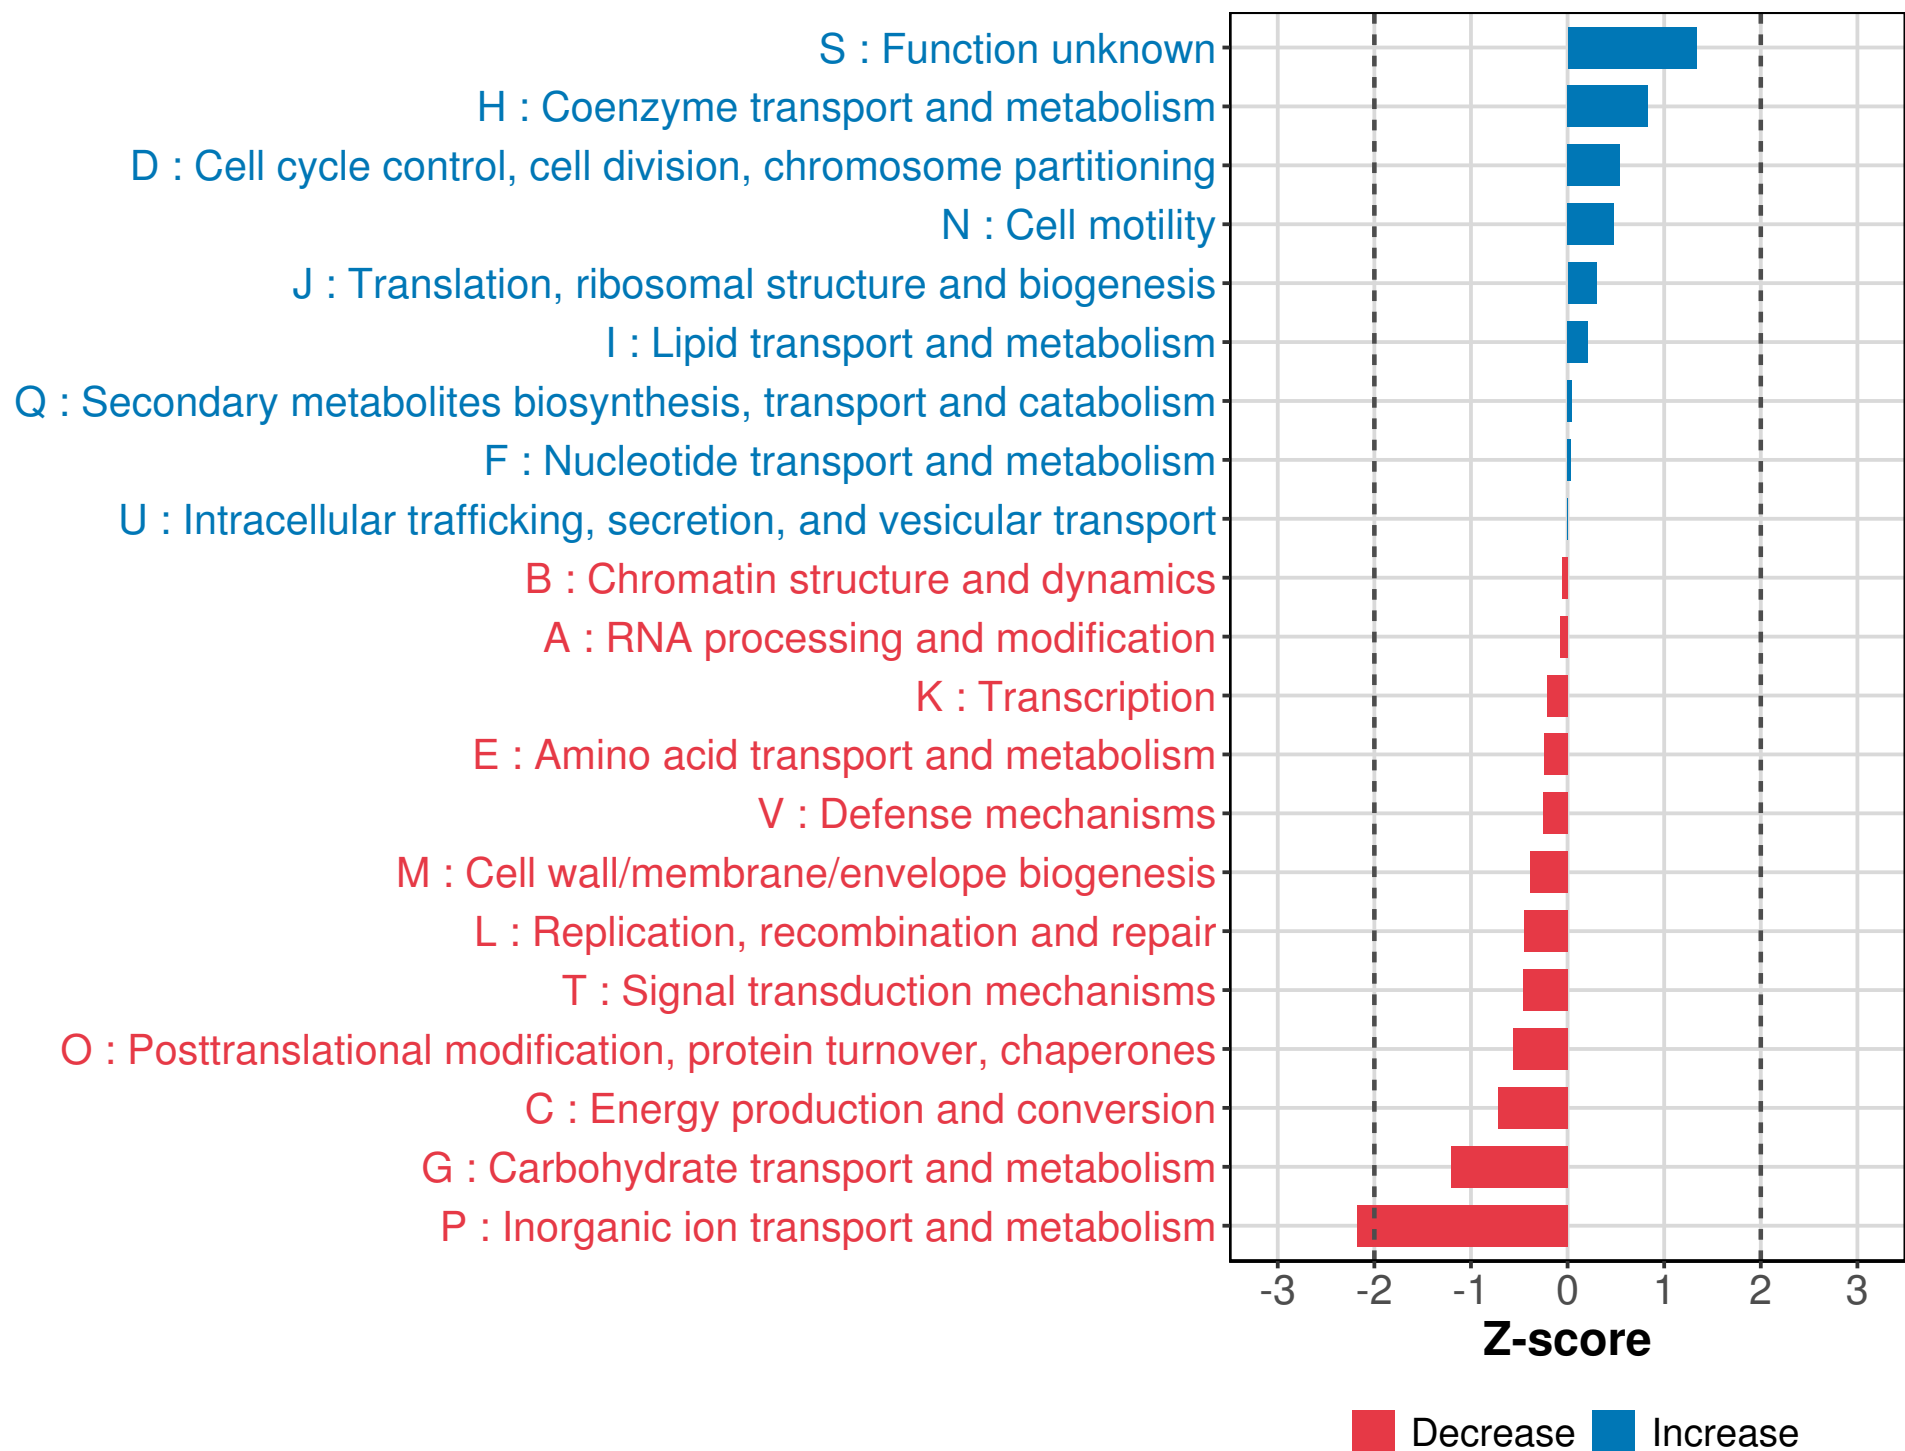 S : Function unknown
H : Coenzyme transport and metabolism
D : Cell cycle control, cell division, chromosome partitioning
N : Cell motility
J : Translation, ribosomal structure and biogenesis
I : Lipid transport and metabolism
Q : Secondary metabolites biosynthesis, transport and catabolism
F : Nucleotide transport and metabolism
U : Intracellular trafficking, secretion, and vesicular transport
B : Chromatin structure and dynamics
A : RNA processing and modification
K : Transcription
E : Amino acid transport and metabolism
V : Defense mechanisms
M : Cell wall/membrane/envelope biogenesis
L : Replication, recombination and repair
T : Signal transduction mechanisms
O : Posttranslational modification, protein turnover, chaperones
C : Energy production and conversion
G : Carbohydrate transport and metabolism
P : Inorganic ion transport and metabolism
-3 -2 -1 0 1 2 3
Z-score
Decrease Increase